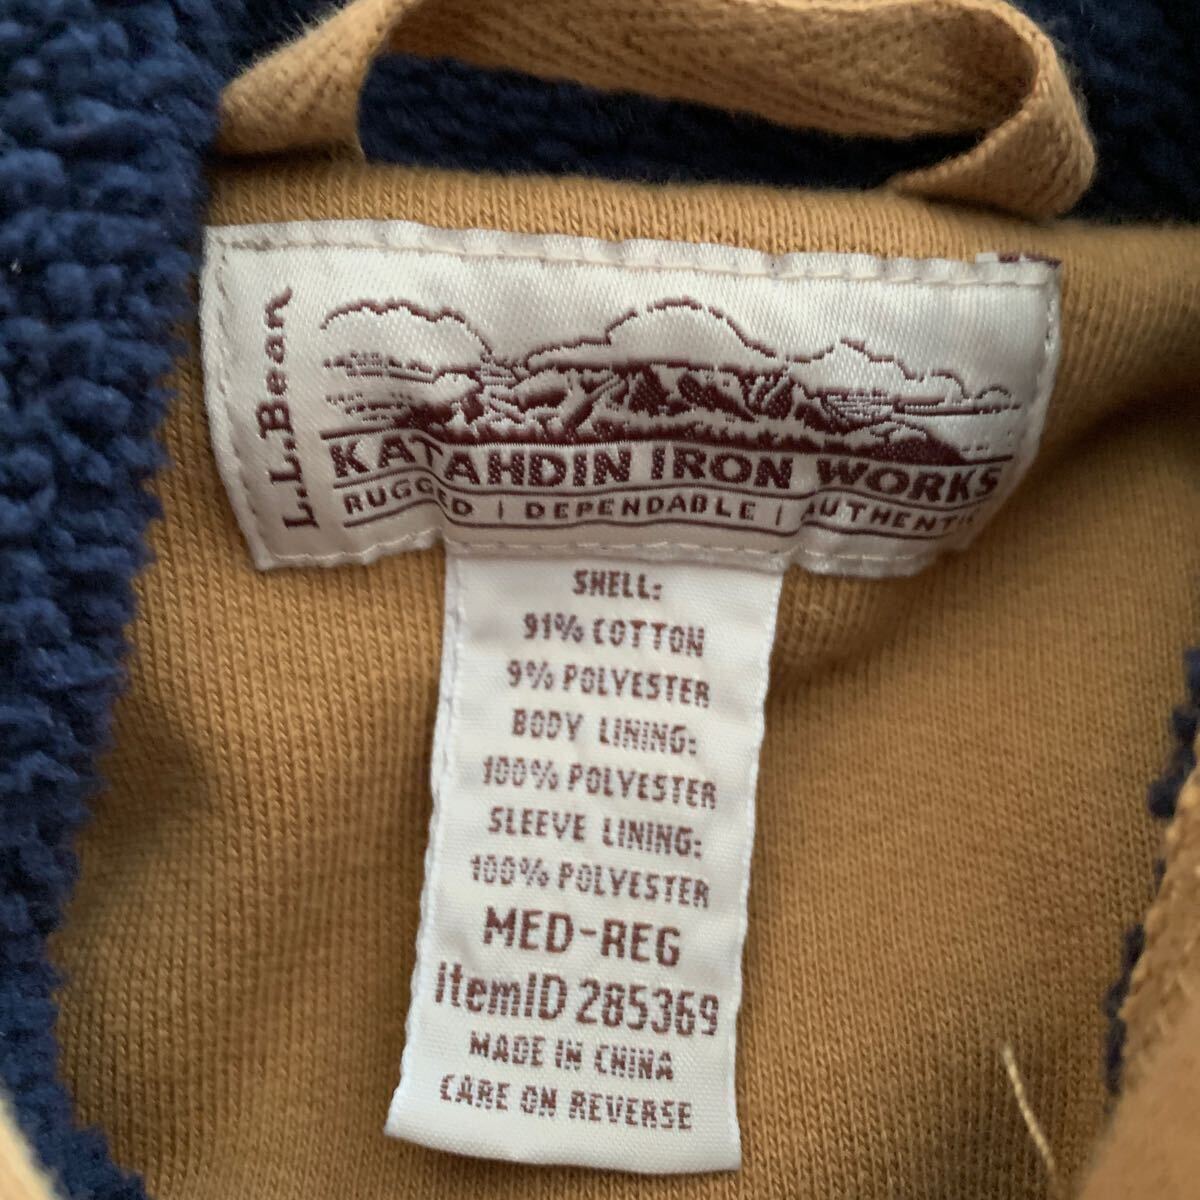 L.L.Bean
KATAHDIN IRON WORKS
RUGGED | DEPENDABLE |
SHELL:
91% COTTON
9% POLYESTER
BODY LINING:
100% POLYESTER
SLEEVE LINING:
100% POLYESTER
MED-REG
ItemID 285369
MADE IN CHINA
CARE ON REVERSE